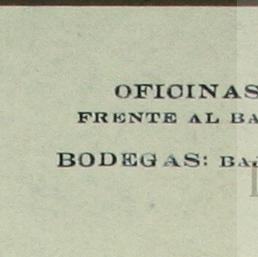 OFICINAS
FRENTE AL BA
BODEGAS: BAJ